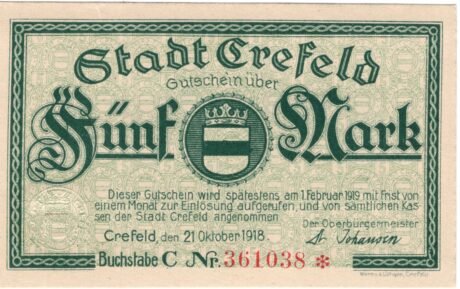 Stadt Crefeld
Gutschein über
Fünf Mark
Dieser Gutschein wird spätestens am 1. Februar 1919 mit Frist von
einem Monat zur Einlösung aufgerufen, und von sämtlichen Kas
sen der Stadt Crefeld angenommen
Der Oberbürgermeister
Crefeld, den 21 Oktober 1918.
Dr. Johansen
Buchstabe C Nr. 361038 *